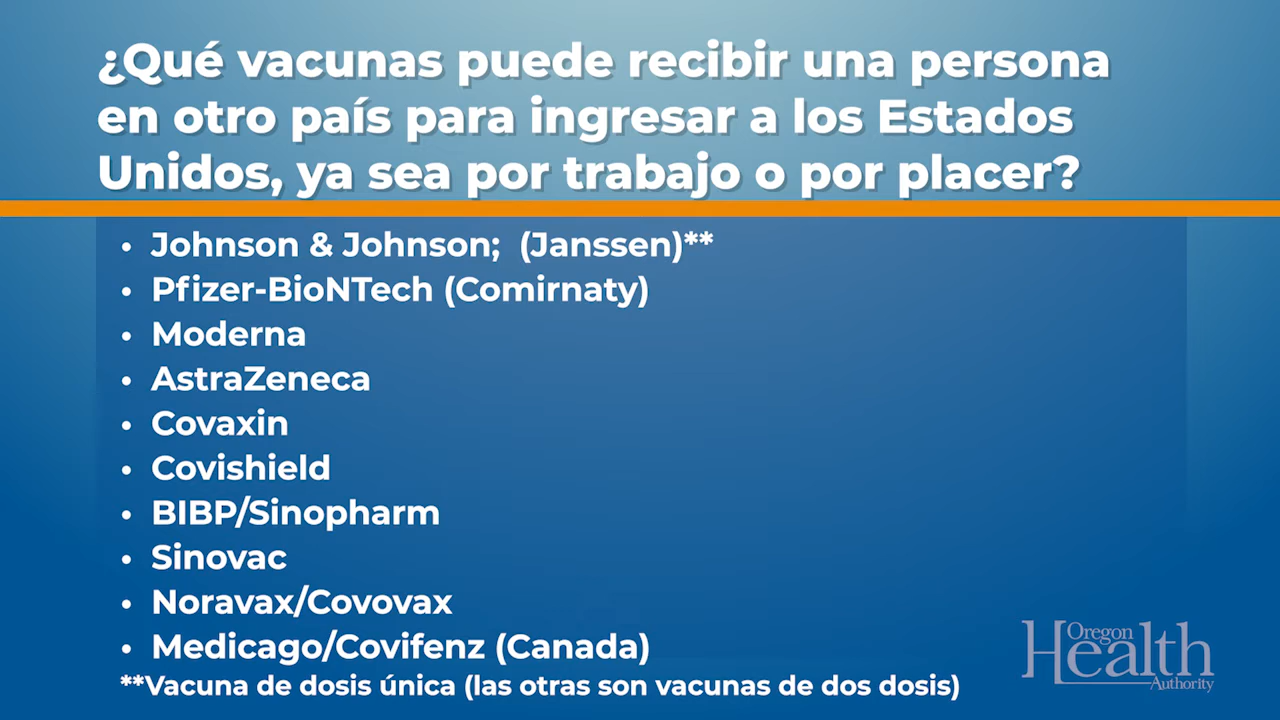 ¿Qué vacunas puede recibir una persona
en otro país para ingresar a los Estados
Unidos, ya sea por trabajo o por placer?
• Johnson & Johnson; (Janssen)**
• Pfizer-BioNTech (Comirnaty)
• Moderna
• AstraZeneca
• Covaxin
• Covishield
• BIBP/Sinopharm
• Sinovac
• Noravax/Covovax
• Medicago/Covifenz (Canada)
**Vacuna de dosis única (las otras son vacunas de dos dosis)
Oregon
Health
Authority